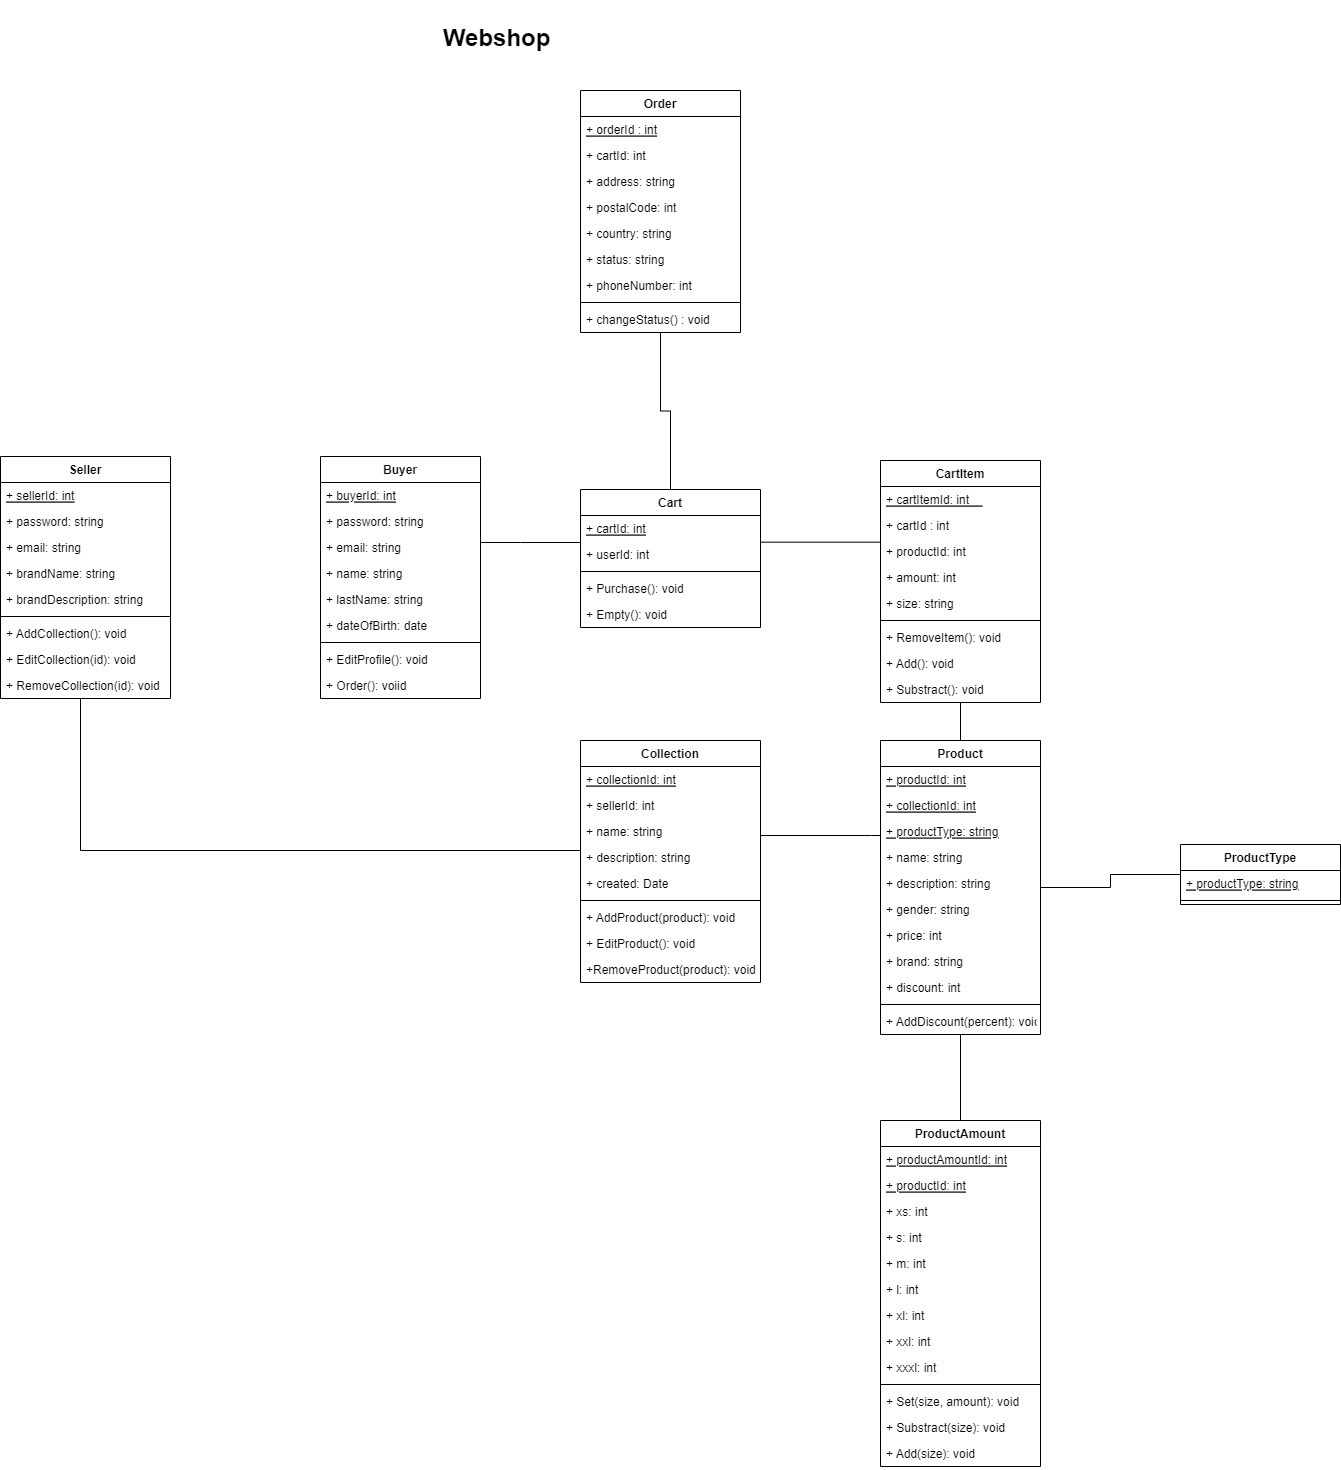 Webshop
Order
+ orderId : int
+ cartId: int
+ address: string
+ postalCode: int
+ country: string
+ status: string
+ phoneNumber: int
+ changeStatus() : void
Seller
+ sellerId: int
+ password: string
+ email: string
+ brandName: string
+ brandDescription: string
+ AddCollection(): void
+ EditCollection(id): void
+ RemoveCollection(id): void
Buyer
+ buyerId: int
+ password: string
+ email: string
+ name: string
+ lastName: string
+ dateOfBirth: date
+ EditProfile(): void
+ Order(): voiid
Cart
+ cartId: int
+ userId: int
+ Purchase(): void
+ Empty(): void
CartItem
+ cartItemId: int
+ cartId : int
+ productId: int
+ amount: int
+ size: string
+ RemoveItem(): void
+ Add(): void
+ Substract(): void
Collection
+ collectionId: int
+ sellerId: int
+ name: string
+ description: string
+ created: Date
+ AddProduct(product): void
+ EditProduct(): void
+RemoveProduct(product): void
Product
+ productId: int
+ collectionId: int
+ productType: string
+ name: string
+ description: string
+ gender: string
+ price: int
+ brand: string
+ discount: int
+ AddDiscount(percent): voi
ProductType
+ productType: string
ProductAmount
+ productAmountId: int
+ productId: int
+ xs: int
+ s: int
+ m: int
+ l: int
+ xl: int
+ xxl: int
+ xxxl: int
+ Set(size, amount): void
+ Substract(size): void
+ Add(size): void